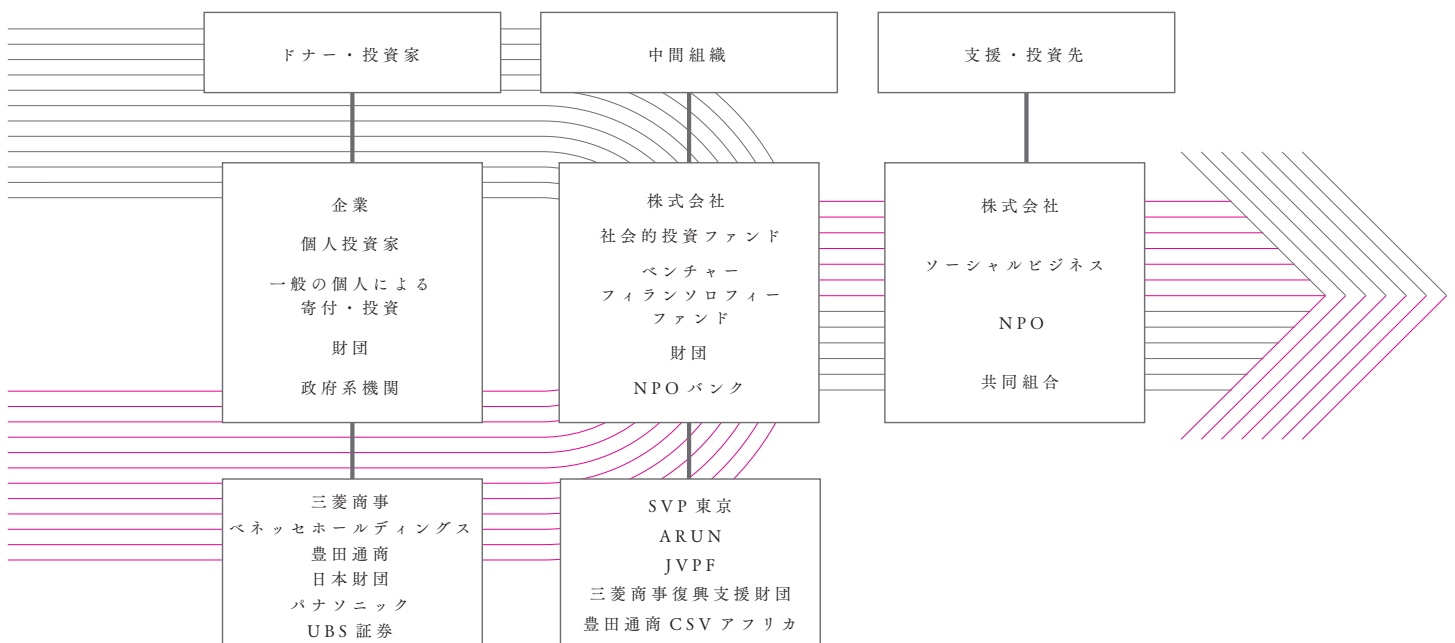 ドナー・投資家
中間組織
支援・投資先
企業
個人投資家
一般の個人による
寄付・投資
財団
政府系機関
株式会社
社会的投資ファンド
ベンチャー
フィランソロフィー
ファンド
財団
NPOバンク
株式会社
ソーシャルビジネス
NPO
共同組合
三菱商事
ベネッセホールディングス
豊田通商
日本財団
パナソニック
UBS証券
SVP東京
ARUN
JVPF
三菱商事復興支援財団
豊田通商CSVアフリカ